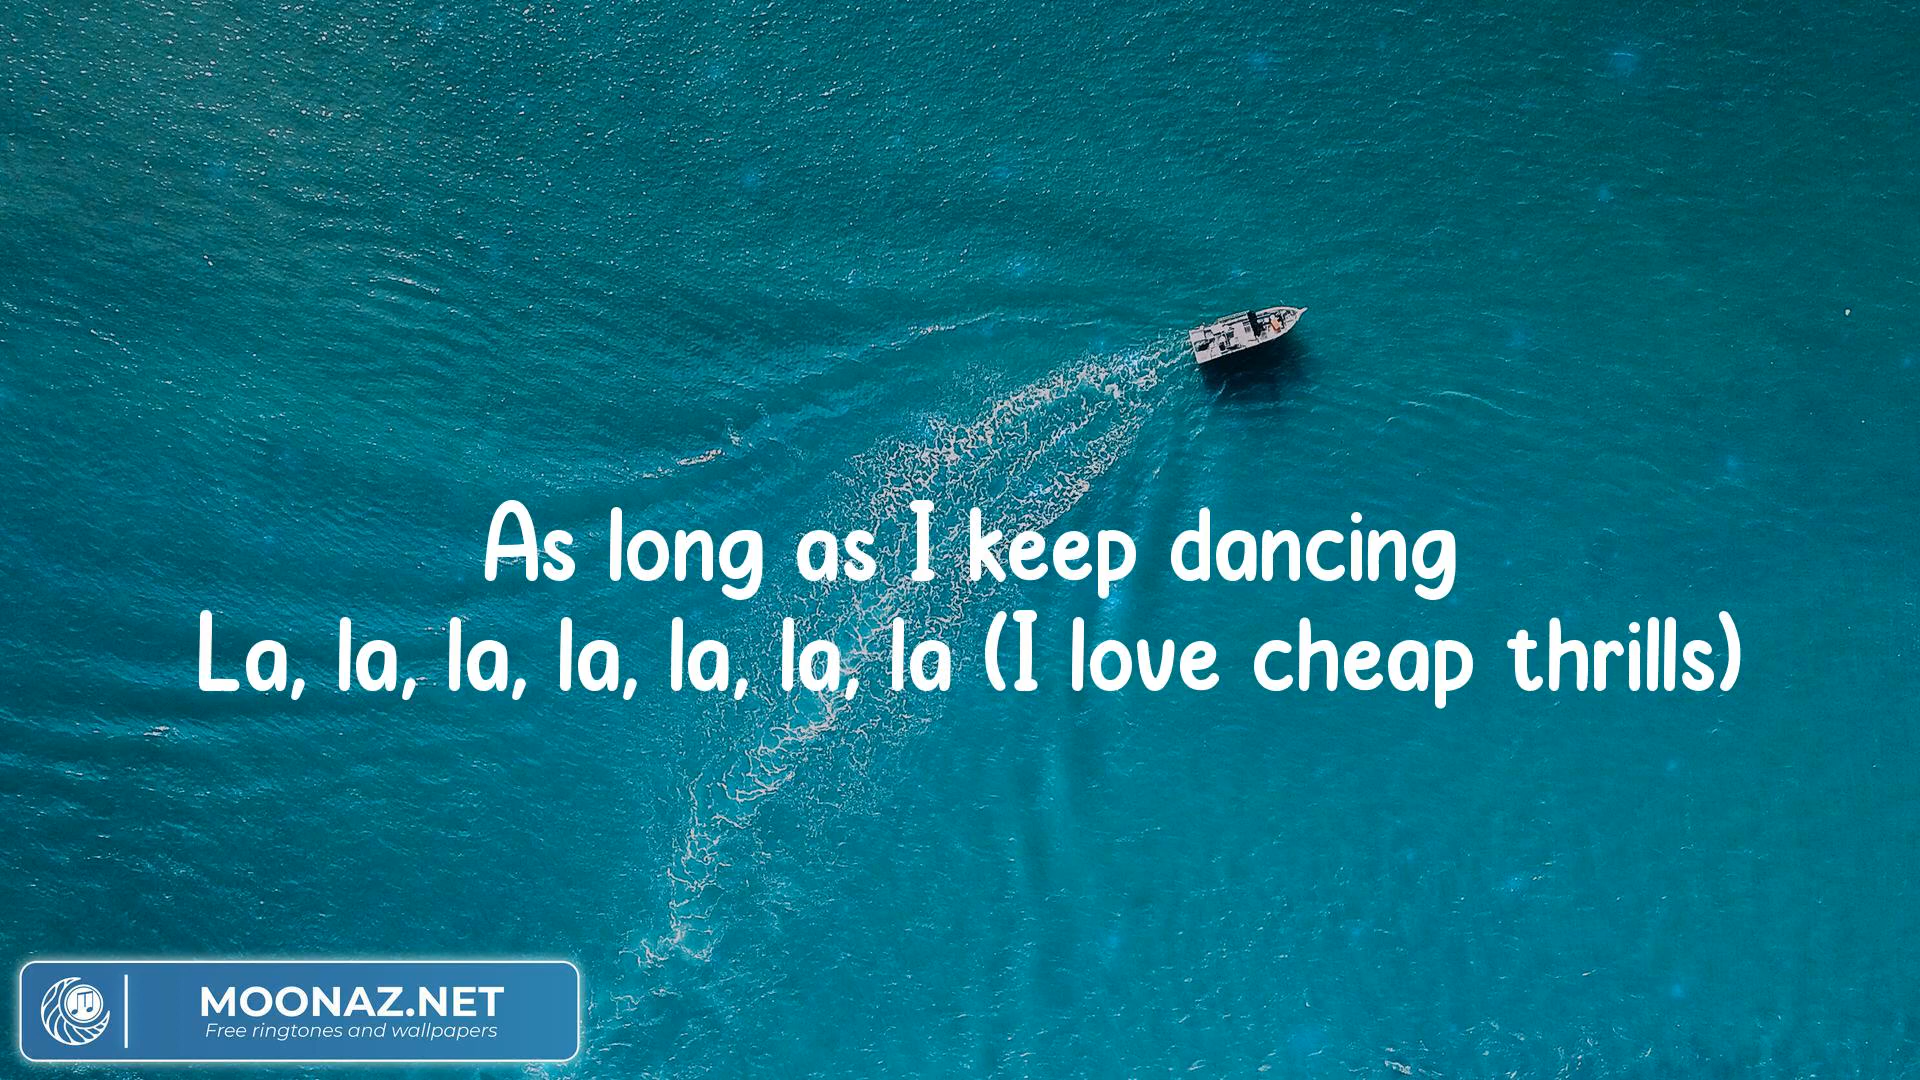 As long as I keep dancing
La, la, la, la, la, la, la (I love cheap thrills)
MOONAZ.NET
Free ringtones and wallpapers